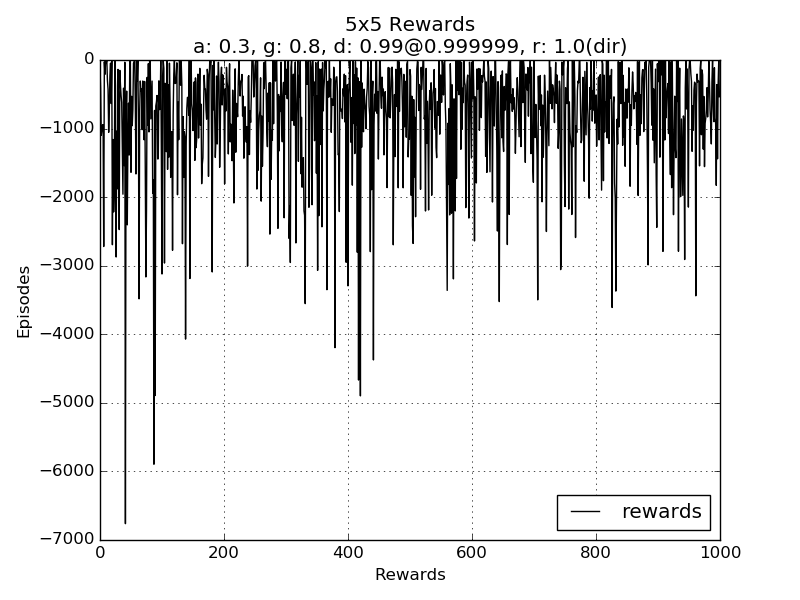 5x5 Rewards
a: 0.3, g: 0.8, d: 0.99@0.999999, r: 1.0(dir)
0
−1000
−2000
−3000
−4000
−5000
−6000
−7000
Episodes
rewards
0 200 400 600 800 1000
Rewards